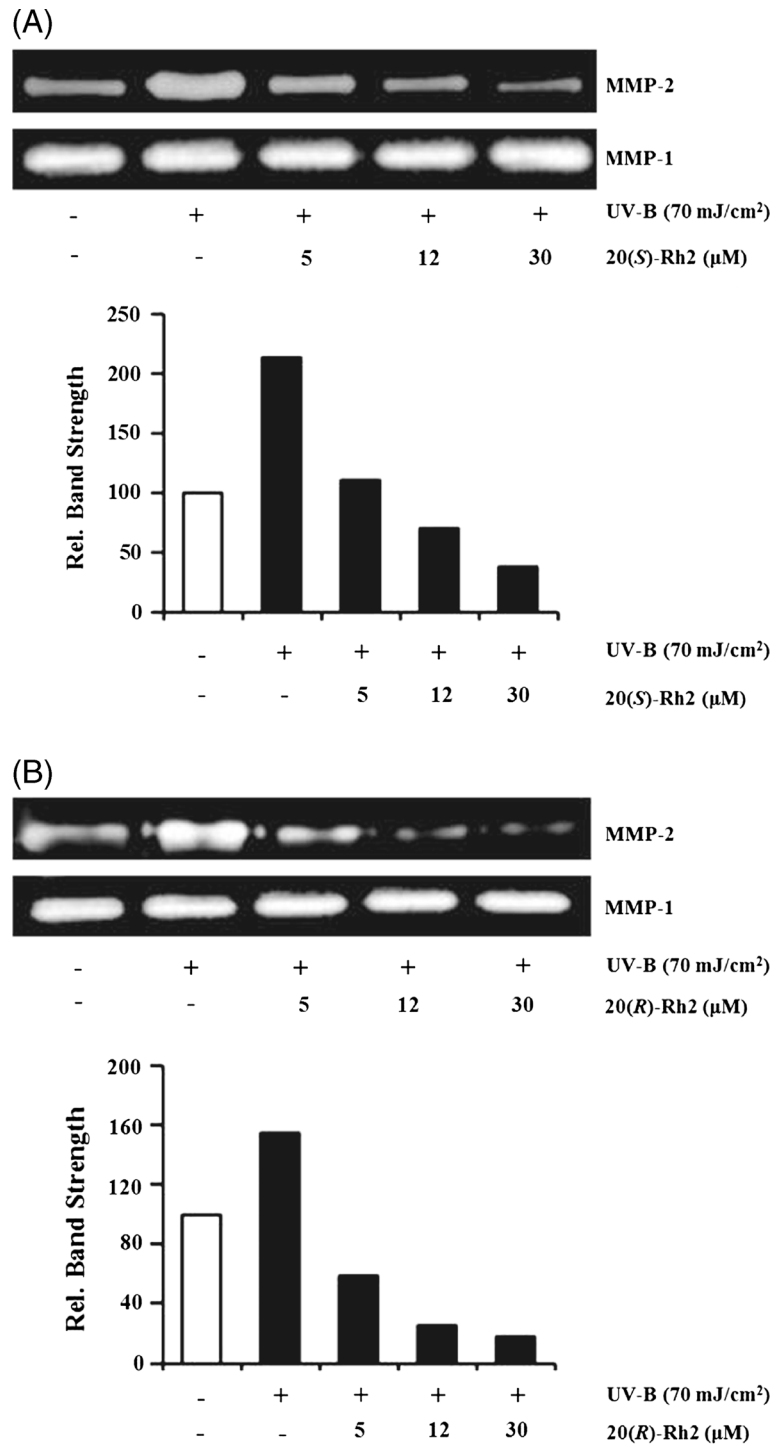 (A)
MMP-2
MMP-1
- + + + + UV-B (70 mJ/cm²)
- - 5 12 30 20(S)-Rh2 (μM)
250
200
150
100
50
0
Rel. Band Strength
- + + + + UV-B (70 mJ/cm²)
- - 5 12 30 20(S)-Rh2 (μM)
(B)
MMP-2
MMP-1
- + + + + UV-B (70 mJ/cm²)
- - 5 12 30 20(R)-Rh2 (μM)
200
160
120
80
40
0
Rel. Band Strength
- + + + + UV-B (70 mJ/cm²)
- - 5 12 30 20(R)-Rh2 (μM)